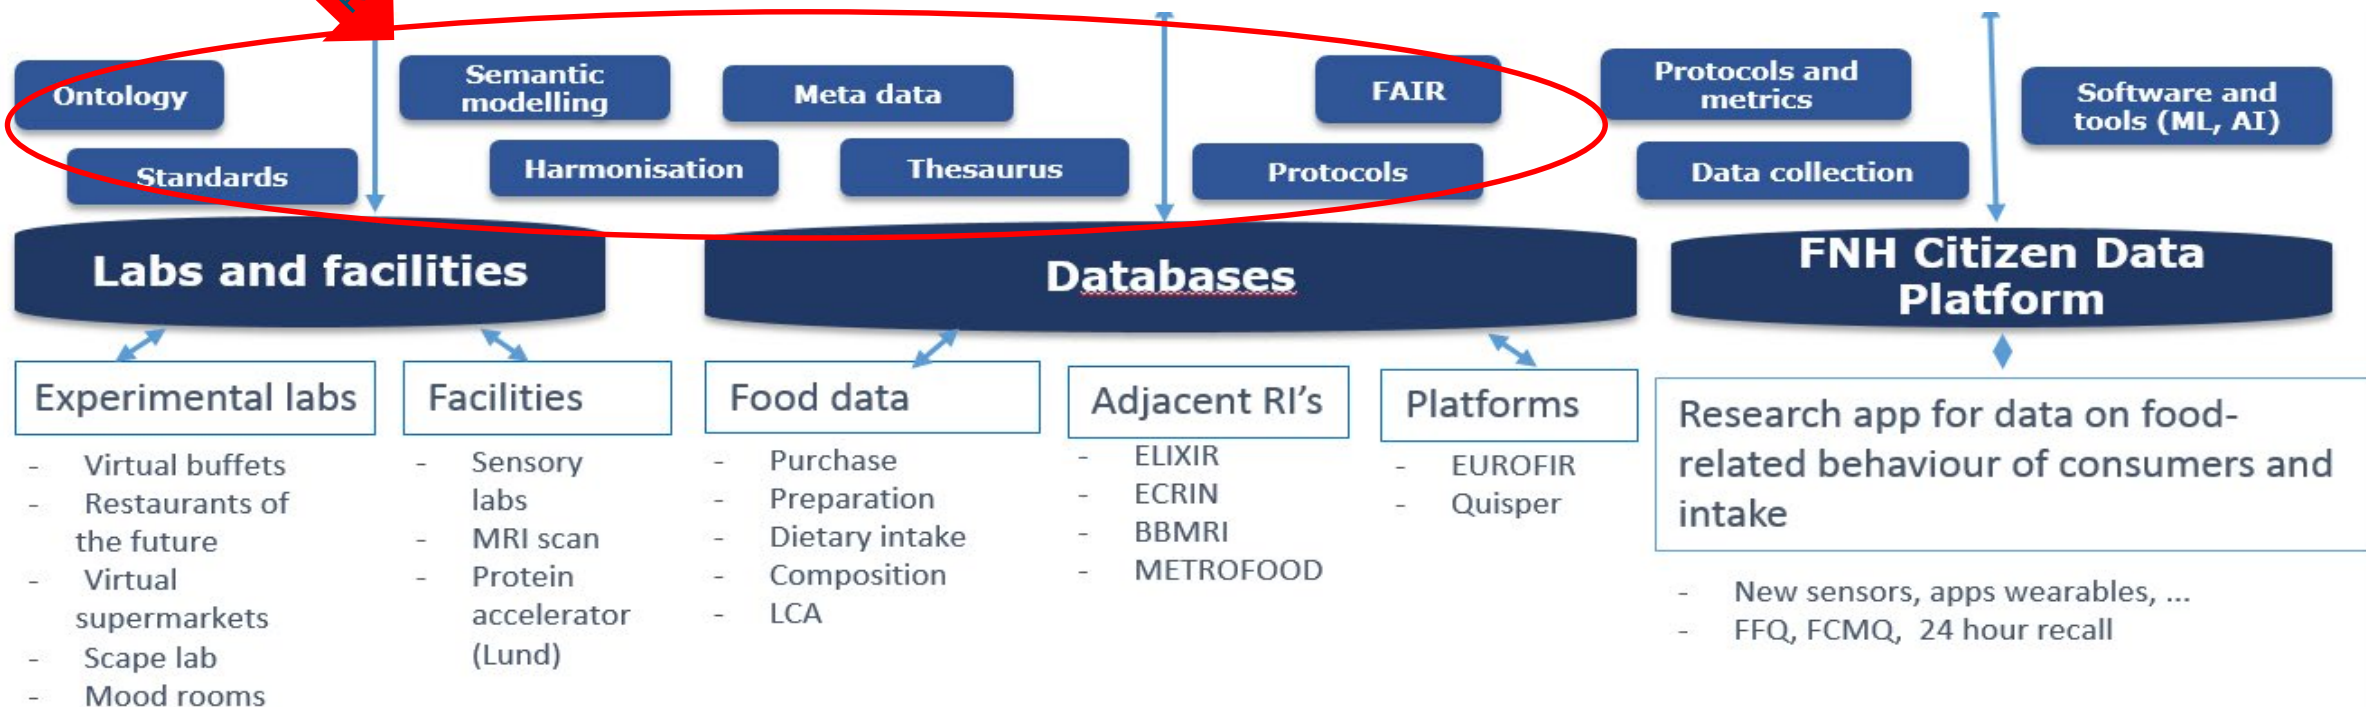 Ontology
Semantic
modelling
Meta data
FAIR
Protocols and
metrics
Software and
tools (ML, AI)
Standards
Harmonisation
Thesaurus
Protocols
Data collection
Labs and facilities
Databases
FNH Citizen Data
Platform
Experimental labs
- Virtual buffets
- Restaurants of
the future
- Virtual
supermarkets
- Scape lab
- Mood rooms
Facilities
- Sensory
labs
- MRI scan
- Protein
accelerator
(Lund)
Food data
- Purchase
- Preparation
- Dietary intake
- Composition
- LCA
Adjacent RI's
- ELIXIR
- ECRIN
- BBMRI
- METROFOOD
Platforms
- EUROFIR
- Quisper
Research app for data on food-
related behaviour of consumers and
intake
- New sensors, apps wearables, ...
- FFQ, FCMQ, 24 hour recall